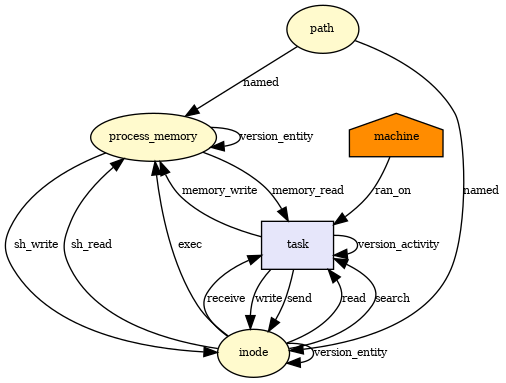 path
named
process_memory
version_entity
machine
memory_write
memory_read
ran_on
named
sh_write
sh_read
exec
task
version_activity
receive
write
send
read
search
inode
version_entity